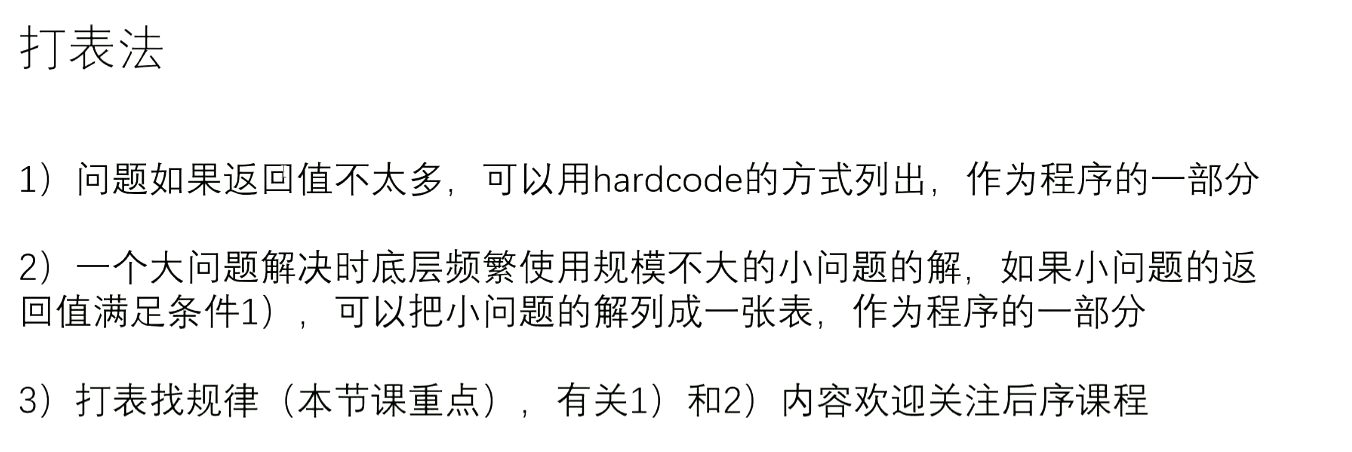 打表法
1）问题如果返回值不太多，可以用hardcode的方式列出，作为程序的一部分
2）一个大问题解决时底层频繁使用规模不大的小问题的解，如果小问题的返
回值满足条件1），可以把小问题的解列成一张表，作为程序的一部分
3）打表找规律（本节课重点），有关1）和2）内容欢迎关注后序课程